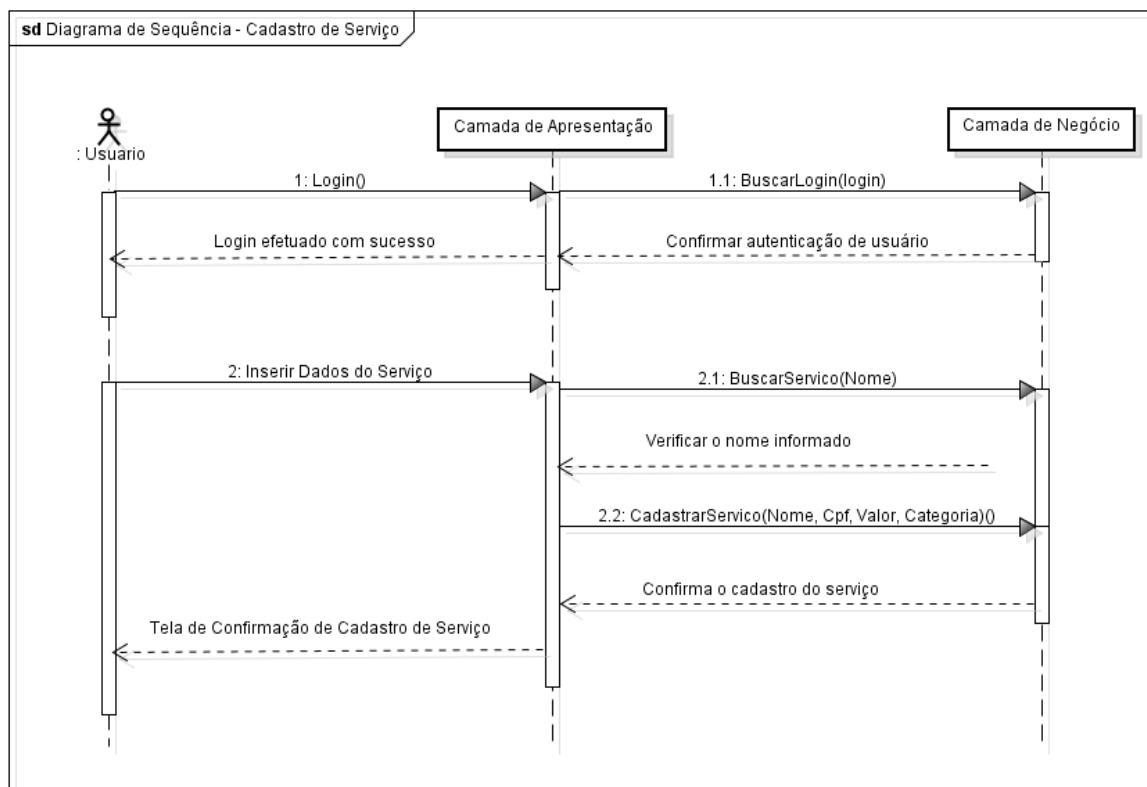 sd Diagrama de Sequência - Cadastro de Serviço
Camada de Apresentação
Camada de Negócio
: Usuario
1: Login()
1.1: BuscarLogin(login)
Login efetuado com sucesso
Confirmar autenticação de usuário
2: Inserir Dados do Serviço
2.1: BuscarServico(Nome)
Verificar o nome informado
2.2: CadastrarServico(Nome, Cpf, Valor, Categoria)()
Confirma o cadastro do serviço
Tela de Confirmação de Cadastro de Serviço